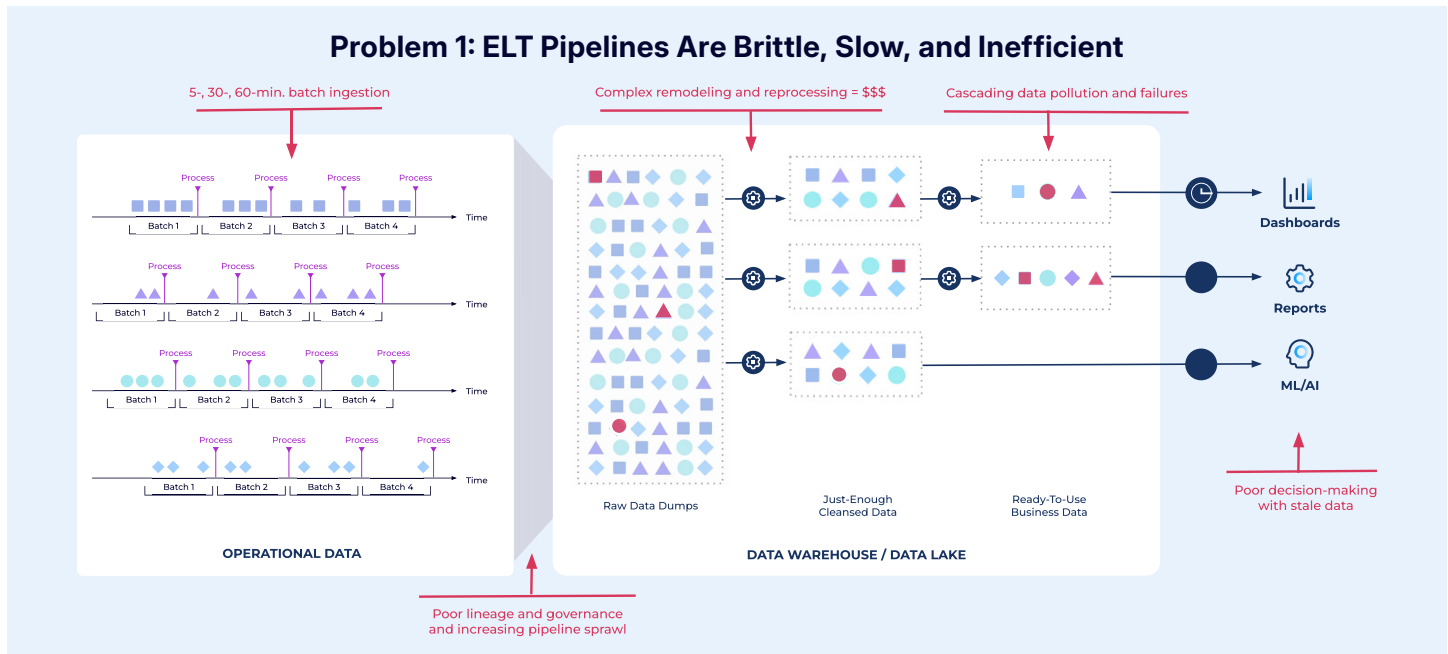 Problem 1: ELT Pipelines Are Brittle, Slow, and Inefficient
5-, 30-, 60-min. batch ingestion
Complex remodeling and reprocessing = $$$
Cascading data pollution and failures
Process Process Process Process
Time
Batch 1 Batch 2 Batch 3 Batch 4
Process Process Process Process
Time
Batch 1 Batch 2 Batch 3 Batch 4
Process Process Process Process
Time
Batch 1 Batch 2 Batch 3 Batch 4
Process Process Process Process
Time
Batch 1 Batch 2 Batch 3 Batch 4
OPERATIONAL DATA
Raw Data Dumps
Just-Enough
Cleansed Data
Ready-To-Use
Business Data
DATA WAREHOUSE / DATA LAKE
Dashboards
Reports
ML/AI
Poor decision-making
with stale data
Poor lineage and governance
and increasing pipeline sprawl